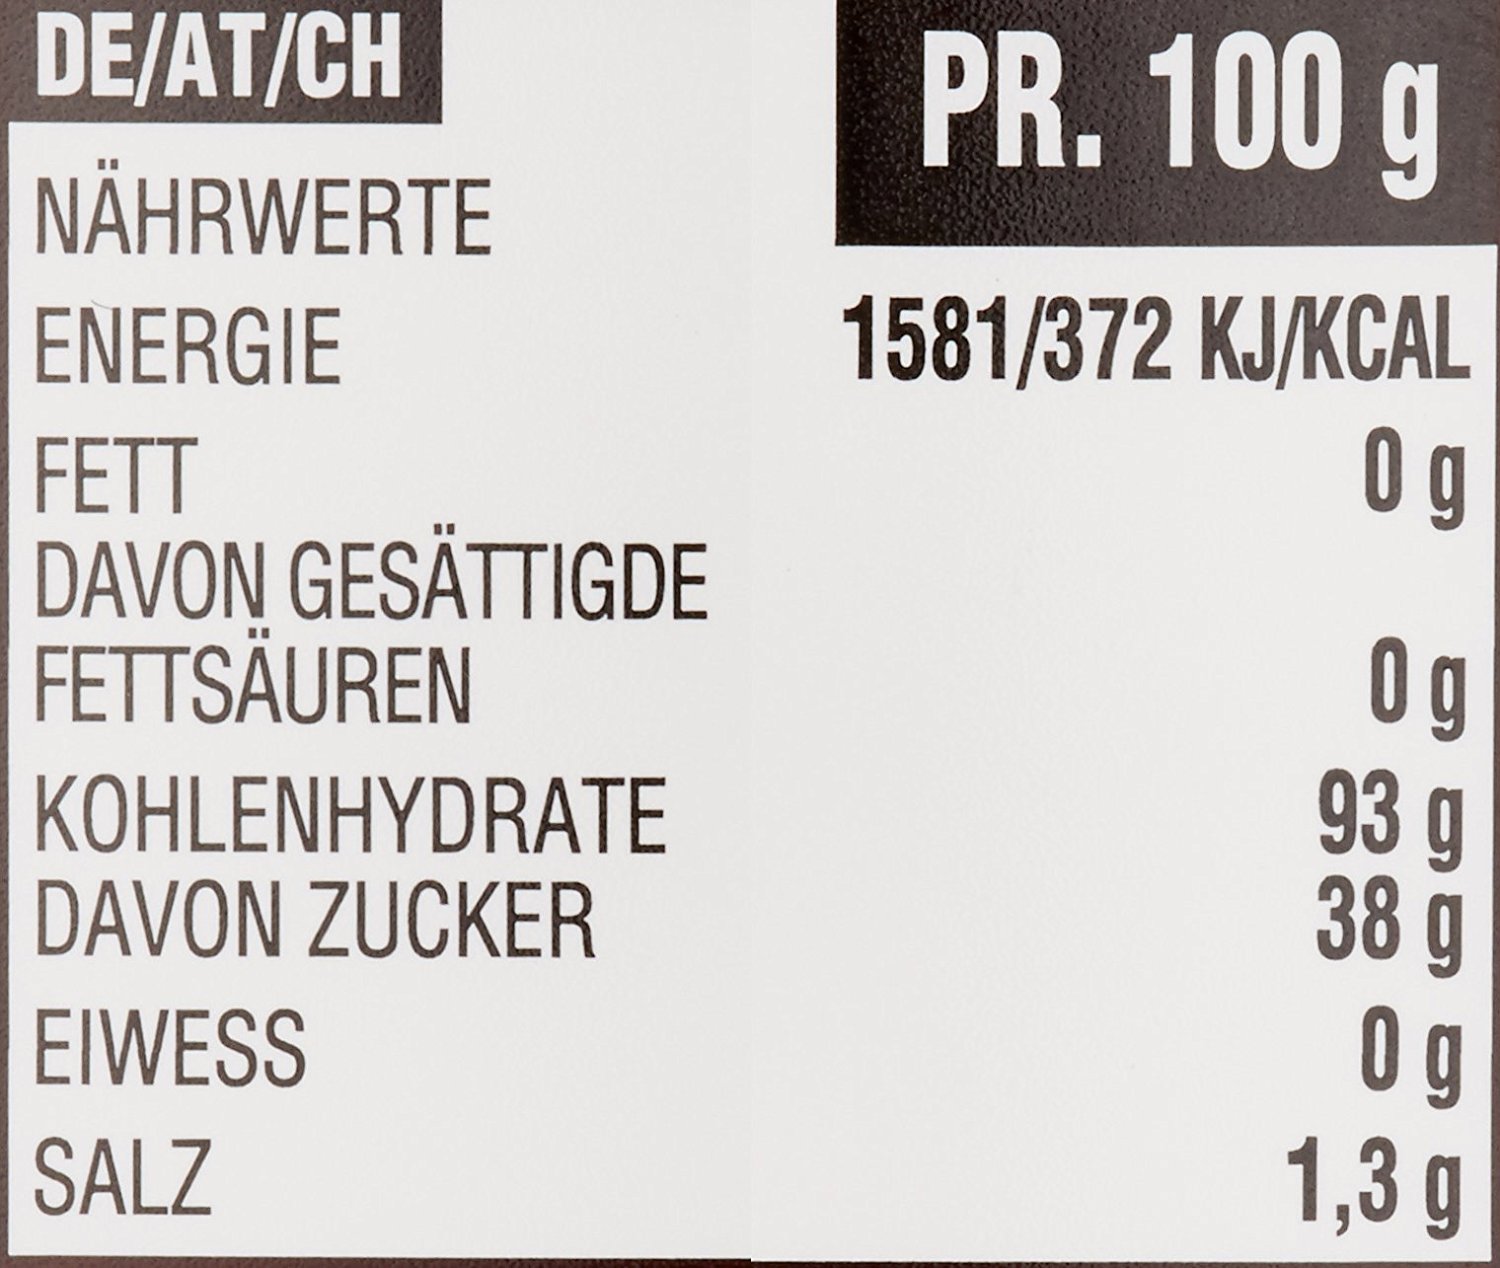 DE/AT/CH
PR. 100 g
NÄHRWERTE
ENERGIE 1581/372 KJ/KCAL
FETT 0 g
DAVON GESÄTTIGDE
FETTSÄUREN 0 g
KOHLENHYDRATE 93 g
DAVON ZUCKER 38 g
EIWESS 0 g
SALZ 1,3 g